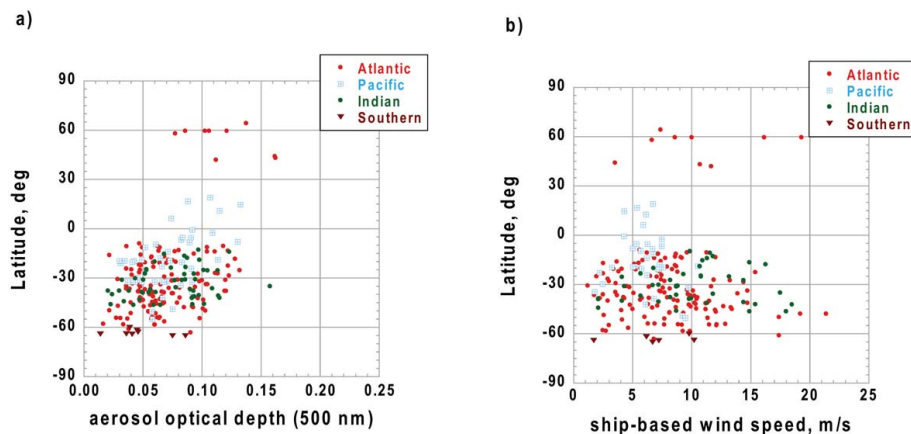 a)
Atlantic
Pacific
Indian
Southern
90
60
30
0
-30
-60
-90
Latitude, deg
0.00 0.05 0.10 0.15 0.20 0.25
aerosol optical depth (500 nm)
b)
Atlantic
Pacific
Indian
Southern
90
60
30
0
-30
-60
-90
Latitude, deg
0 5 10 15 20 25
ship-based wind speed, m/s